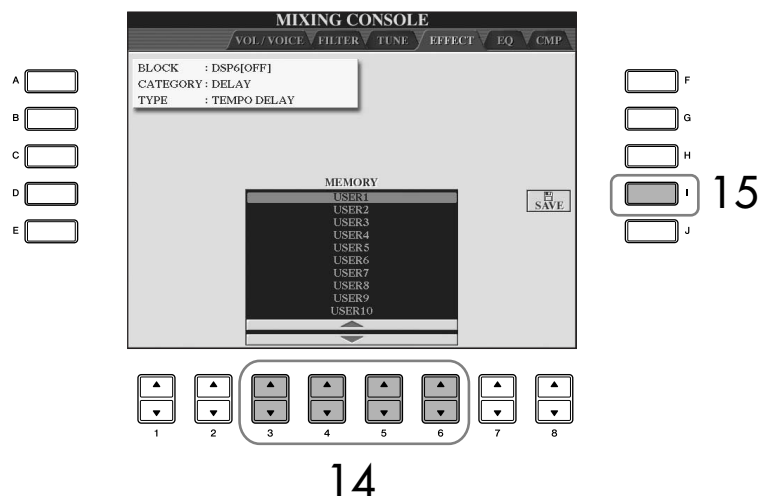 MIXING CONSOLE
VOL/VOICE FILTER TUNE EFFECT EQ CMP
BLOCK : DSP6[OFF]
CATEGORY : DELAY
TYPE : TEMPO DELAY
A
B
C
D
E
F
G
H
I
J
15
MEMORY
USER1
USER2
USER3
USER4
USER5
USER6
USER7
USER8
USER9
USER10
SAVE
1 2 3 4 5 6 7 8
14